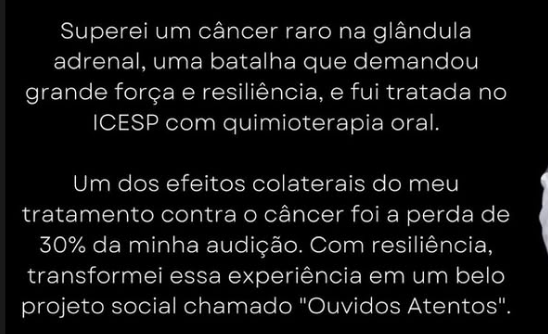 Superei um câncer raro na glândula
adrenal, uma batalha que demandou
grande força e resiliência, e fui tratada no
ICESP com quimioterapia oral.
Um dos efeitos colaterais do meu
tratamento contra o câncer foi a perda de
30% da minha audição. Com resiliência,
transformei essa experiência em um belo
projeto social chamado "Ouvidos Atentos".